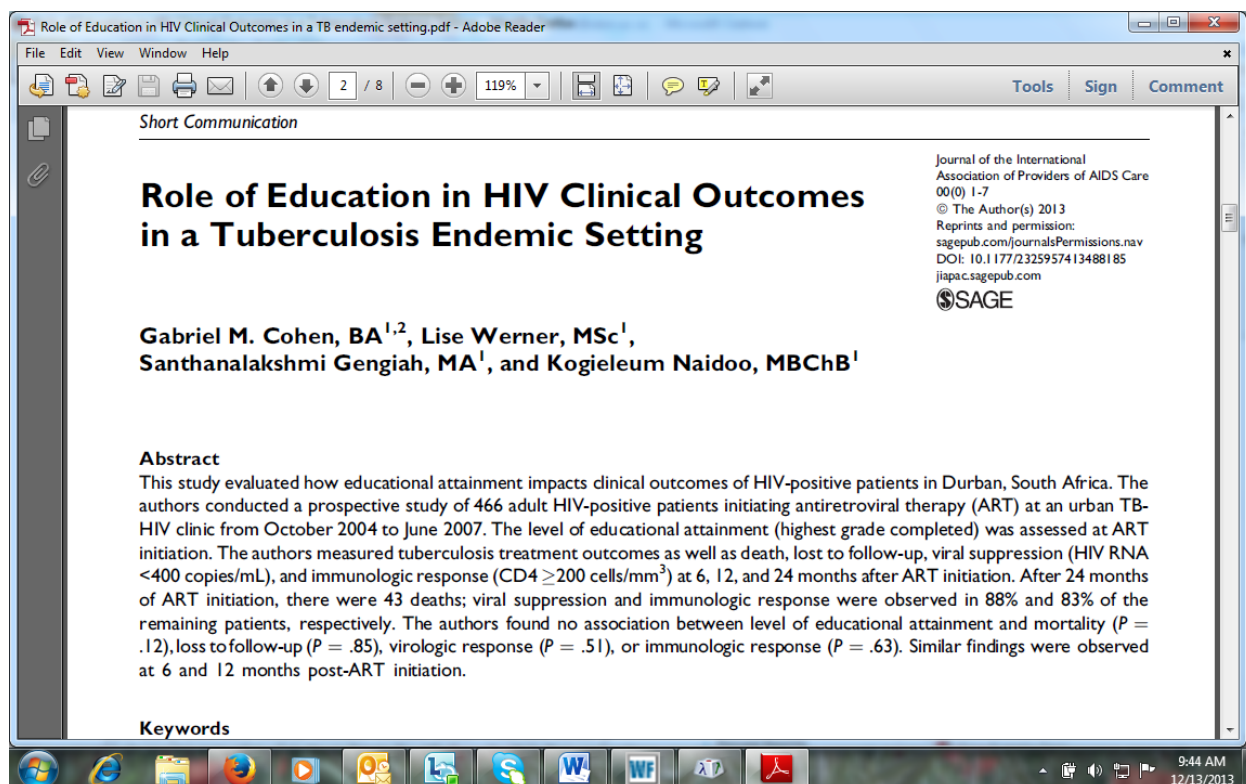 Role of Education in HIV Clinical Outcomes in a TB endemic setting.pdf - Adobe Reader
File Edit View Window Help
2 / 8 119% Tools Sign Comment
Short Communication
Journal of the International
Association of Providers of AIDS Care
00(0) 1-7
© The Author(s) 2013
Reprints and permission:
sagepub.com/journalsPermissions.nav
DOI: 10.1177/2325957413488185
jiapac.sagepub.com
SAGE
Role of Education in HIV Clinical Outcomes
in a Tuberculosis Endemic Setting
Gabriel M. Cohen, BA1,2, Lise Werner, MSc1,
Santhanalakshmi Gengiah, MA1, and Kogieleum Naidoo, MBChB1
Abstract
This study evaluated how educational attainment impacts clinical outcomes of HIV-positive patients in Durban, South Africa. The
authors conducted a prospective study of 466 adult HIV-positive patients initiating antiretroviral therapy (ART) at an urban TB-
HIV clinic from October 2004 to June 2007. The level of educational attainment (highest grade completed) was assessed at ART
initiation. The authors measured tuberculosis treatment outcomes as well as death, lost to follow-up, viral suppression (HIV RNA
<400 copies/mL), and immunologic response (CD4 ≥200 cells/mm3) at 6, 12, and 24 months after ART initiation. After 24 months
of ART initiation, there were 43 deaths; viral suppression and immunologic response were observed in 88% and 83% of the
remaining patients, respectively. The authors found no association between level of educational attainment and mortality (P =
.12), loss to follow-up (P = .85), virologic response (P = .51), or immunologic response (P = .63). Similar findings were observed
at 6 and 12 months post-ART initiation.
Keywords
W WF
9:44 AM
12/13/2013